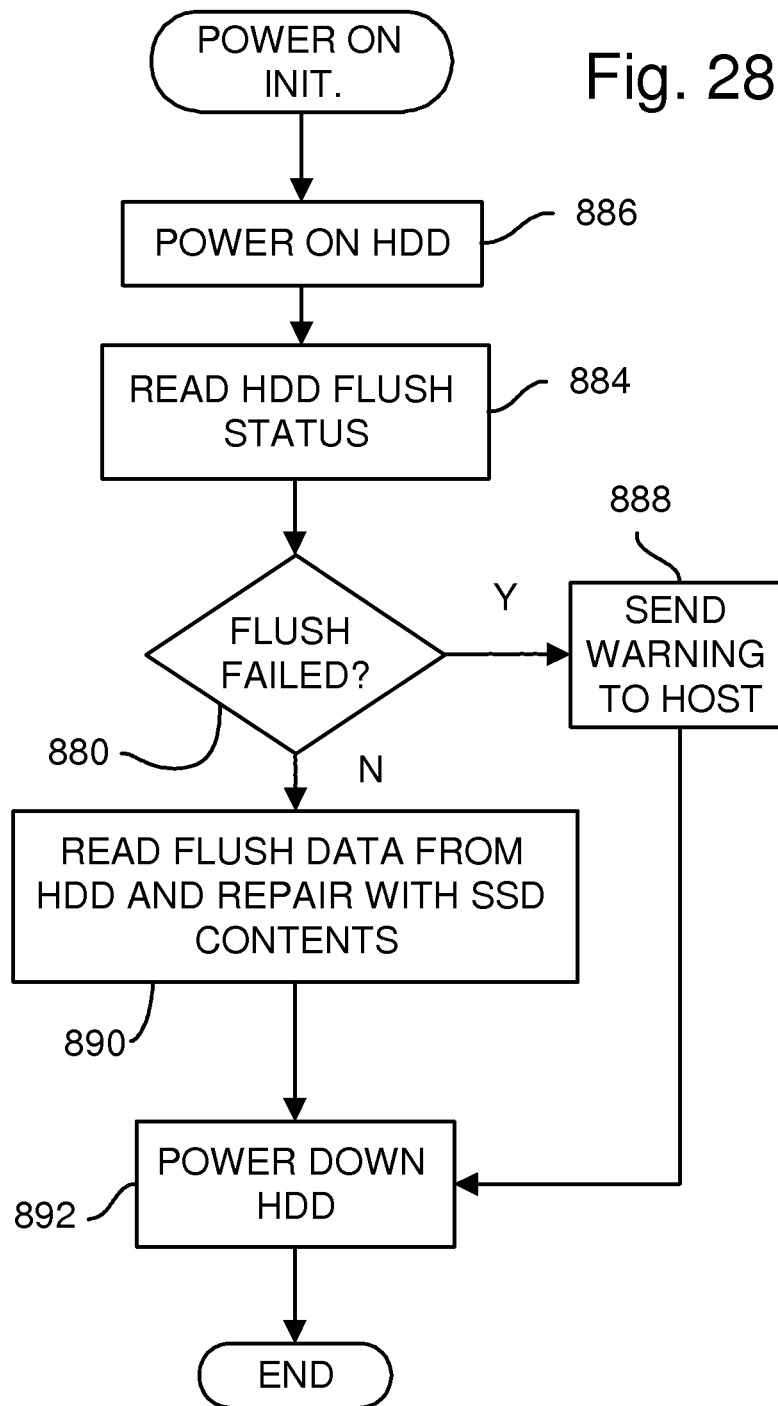 POWER ON
INIT.
Fig. 28
886
POWER ON HDD
884
READ HDD FLUSH
STATUS
888
Y
SEND
WARNING
TO HOST
FLUSH
FAILED?
880
N
READ FLUSH DATA FROM
HDD AND REPAIR WITH SSD
CONTENTS
890
POWER DOWN
HDD
892
END